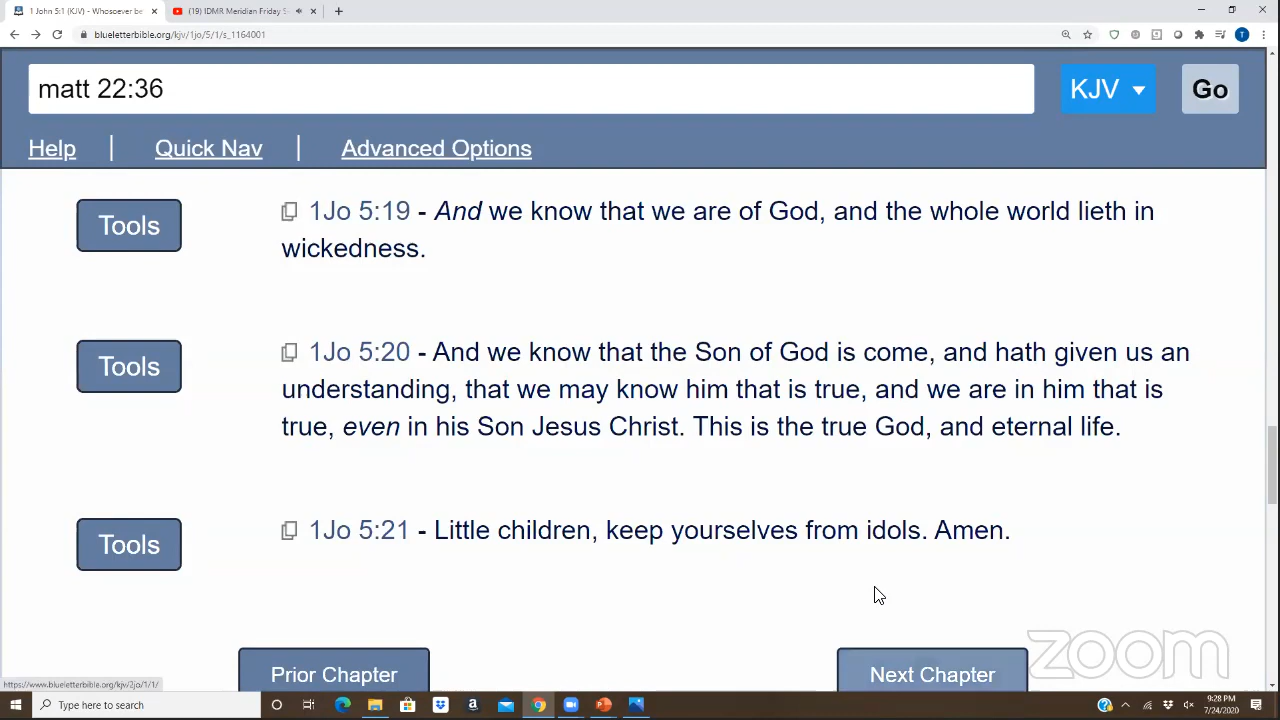 1 John 5:1 (KJV) - Whosoever be
(19) IDMR Meridian Friday 5-
blueletterbible.org/kjv/1jo/5/1/s_1164001
matt 22:36
KJV
Go
Help | Quick Nav | Advanced Options
Tools
1Jo 5:19 - And we know that we are of God, and the whole world lieth in
wickedness.
Tools
1Jo 5:20 - And we know that the Son of God is come, and hath given us an
understanding, that we may know him that is true, and we are in him that is
true, even in his Son Jesus Christ. This is the true God, and eternal life.
Tools
1Jo 5:21 - Little children, keep yourselves from idols. Amen.
Prior Chapter
Next Chapter
zoom
https://www.blueletterbible.org/kjv/2jo/1/1/
Type here to search
9:28 PM
7/24/2020